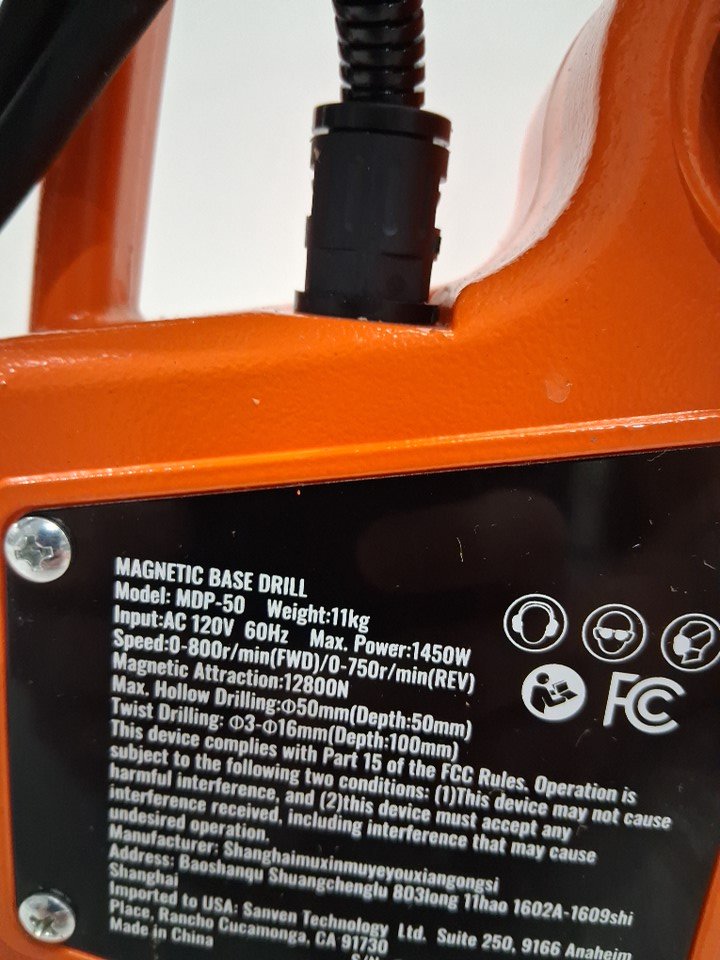 MAGNETIC BASE DRILL
Model: MDP-50 Weight:11kg
Input:AC 120V 60Hz Max. Power:1450W
Speed:0-800r/min(FWD)/0-750r/min(REV)
Magnetic Attraction:12800N
Max. Hollow Drilling:Φ50mm(Depth:50mm)
Twist Drilling: Φ3-Φ16mm(Depth:100mm)
This device complies with Part 15 of the FCC Rules. Operation is
subject to the following two conditions: (1)This device may not cause
harmful interference, and (2)this device must accept any
interference received, including interference that may cause
undesired operation.
Manufacturer: Shanghaimuxinmuyeyouxiangongsi
Address: Baoshanqu Shuangchenglu 803long 11hao 1602A-1609shi
Shanghai
Imported to USA: Sanven Technology Ltd. Suite 250, 9166 Anaheim
Place, Rancho Cucamonga, CA 91730
Made in China
FC